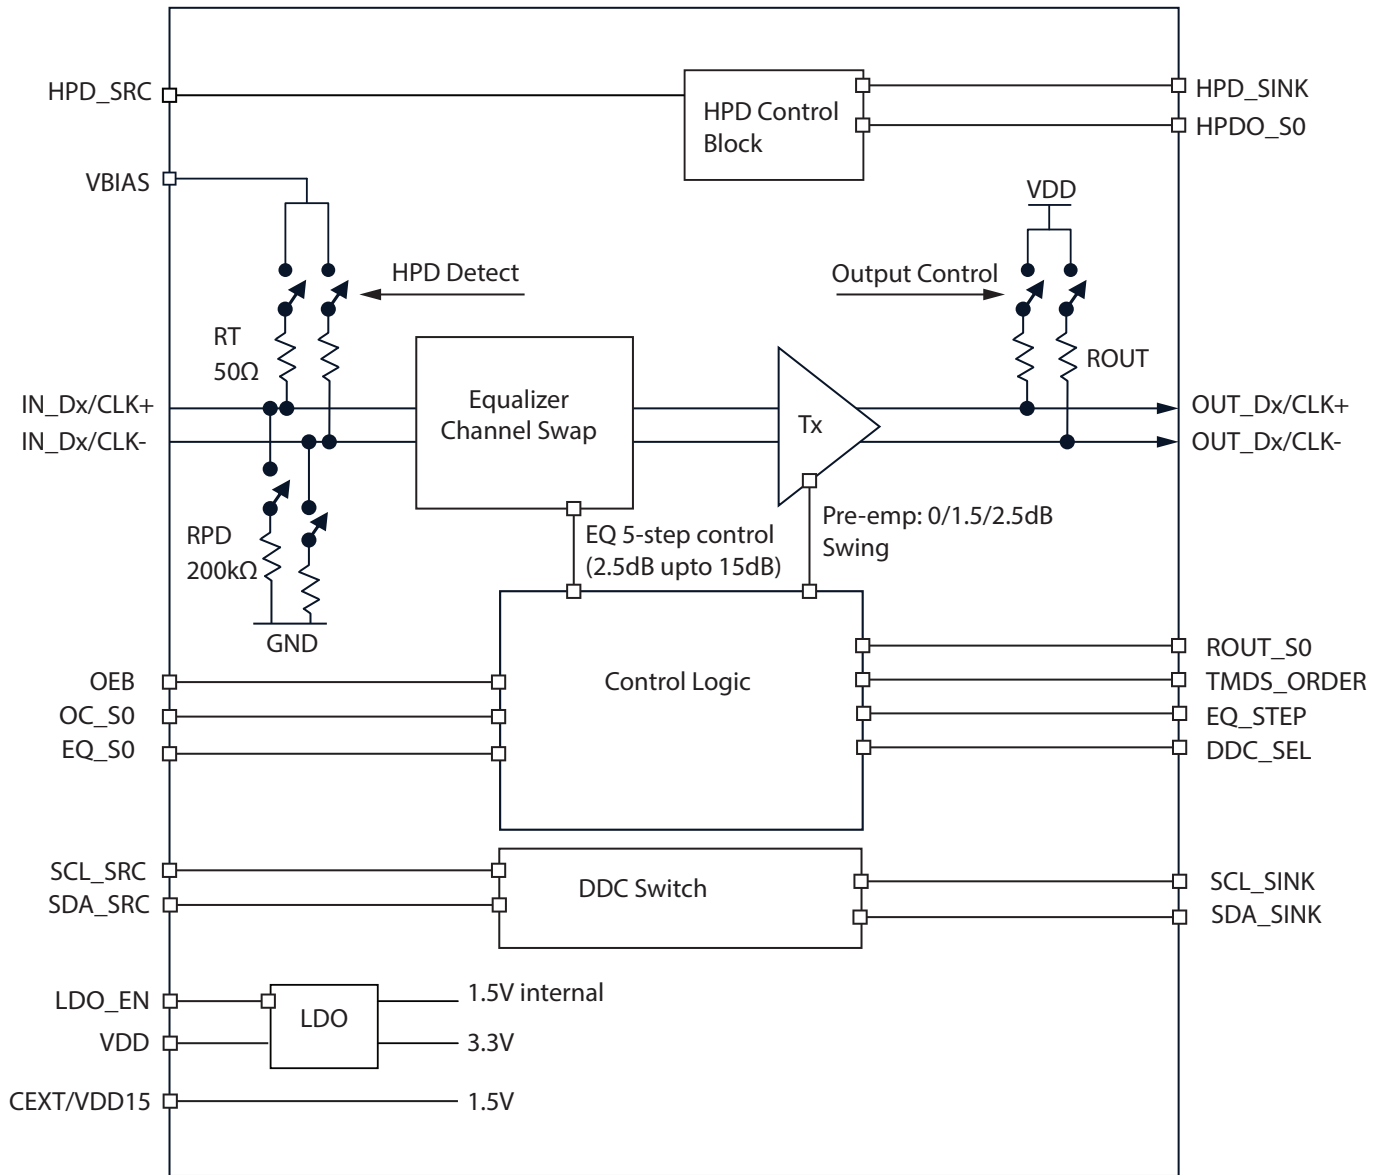 HPD_SRC
HPD Control
Block
HPD_SINK
HPDO_S0
VBIAS
VDD
HPD Detect
Output Control
RT
50Ω
ROUT
IN_Dx/CLK+
IN_Dx/CLK-
Equalizer
Channel Swap
Tx
OUT_Dx/CLK+
OUT_Dx/CLK-
RPD
200kΩ
GND
EQ 5-step control
(2.5dB upto 15dB)
Pre-emp: 0/1.5/2.5dB
Swing
OEB
OC_S0
EQ_S0
Control Logic
ROUT_S0
TMDS_ORDER
EQ_STEP
DDC_SEL
SCL_SRC
SDA_SRC
DDC Switch
SCL_SINK
SDA_SINK
LDO_EN
VDD
LDO
1.5V internal
3.3V
CEXT/VDD15
1.5V